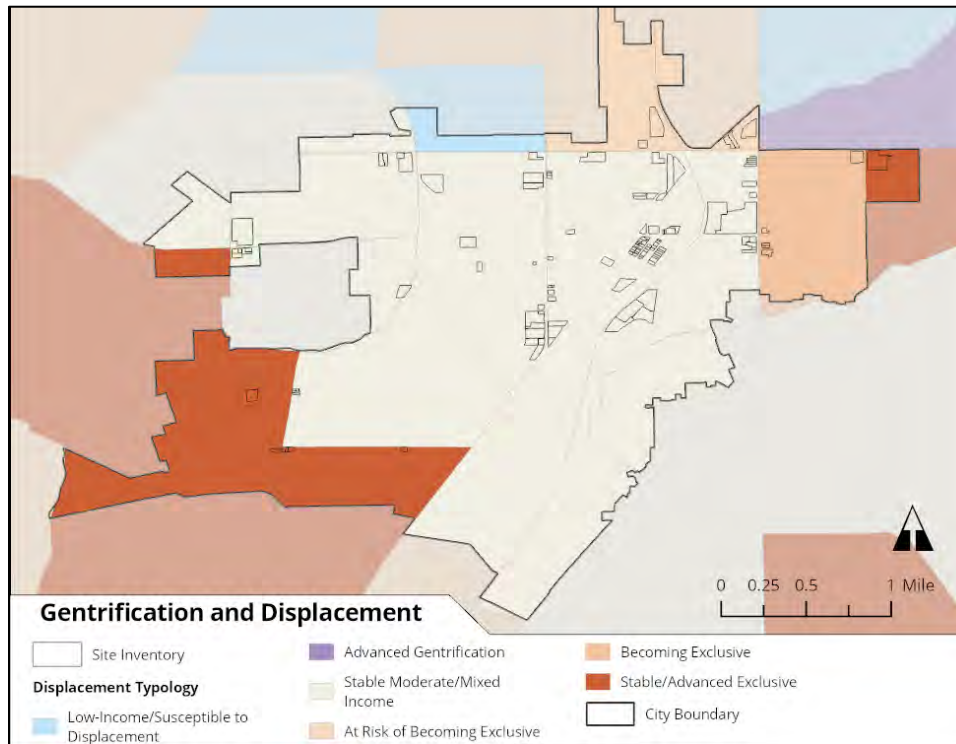 0 0.25 0.5 1 Mile
Gentrification and Displacement
Site Inventory
Displacement Typology
Low-Income/Susceptible to
Displacement
Advanced Gentrification
Stable Moderate/Mixed
Income
At Risk of Becoming Exclusive
Becoming Exclusive
Stable/Advanced Exclusive
City Boundary